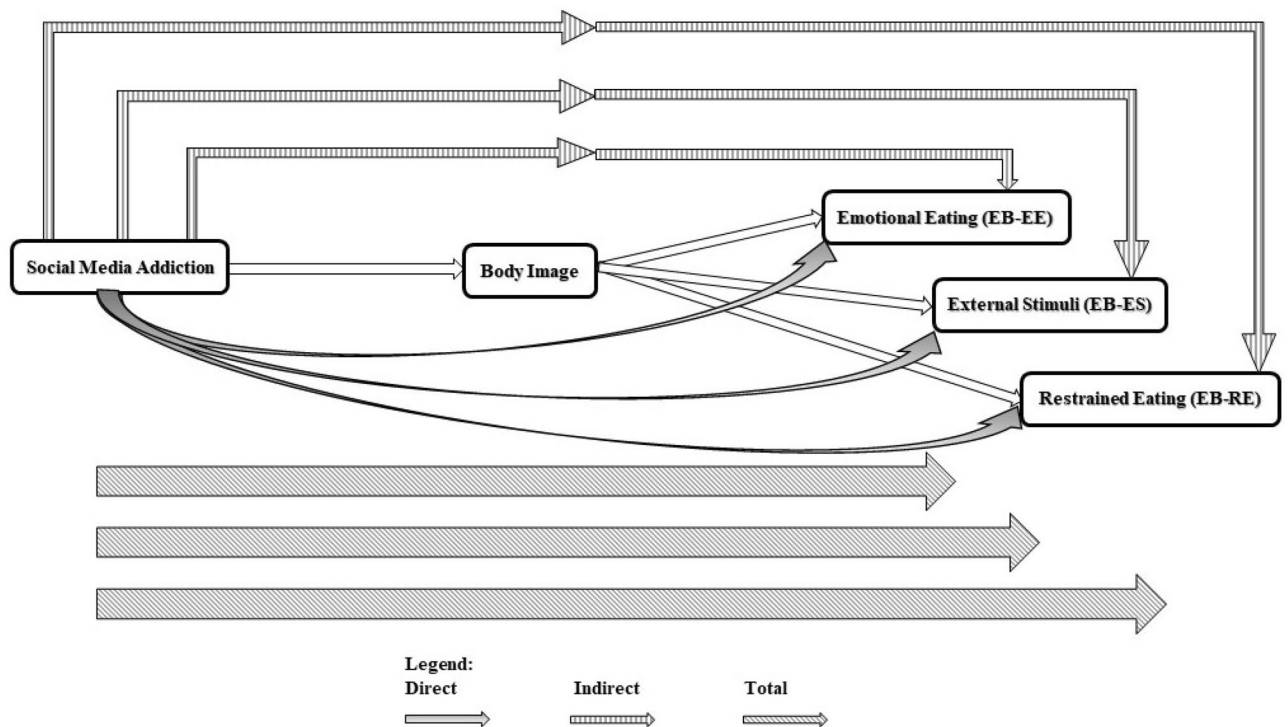 Emotional Eating (EB-EE)
Social Media Addiction
Body Image
External Stimuli (EB-ES)
Restrained Eating (EB-RE)
Legend:
Direct Indirect Total